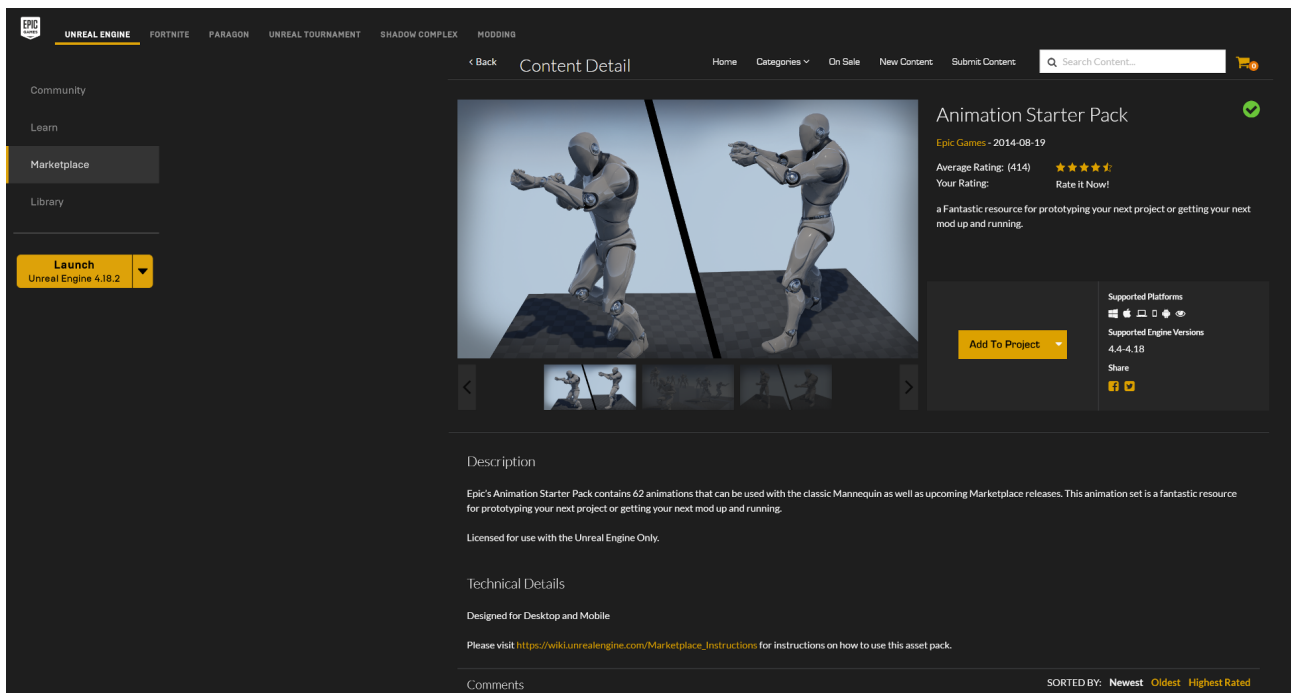 EPIC
GAMES
UNREAL ENGINE FORTNITE PARAGON UNREAL TOURNAMENT SHADOW COMPLEX MODDING
< Back Content Detail Home Categories On Sale New Content Submit Content Search Content... 0
Community
Learn
Marketplace
Library
Launch
Unreal Engine 4.18.2
Animation Starter Pack
Epic Games - 2014-08-19
Average Rating: (414)
Your Rating: Rate it Now!
a Fantastic resource for prototyping your next project or getting your next
mod up and running.
Add To Project
Supported Platforms
Supported Engine Versions
4.4-4.18
Share
Description
Epic's Animation Starter Pack contains 62 animations that can be used with the classic Mannequin as well as upcoming Marketplace releases. This animation set is a fantastic resource
for prototyping your next project or getting your next mod up and running.
Licensed for use with the Unreal Engine Only.
Technical Details
Designed for Desktop and Mobile
Please visit https://wiki.unrealengine.com/Marketplace_Instructions for instructions on how to use this asset pack.
Comments SORTED BY: Newest Oldest Highest Rated